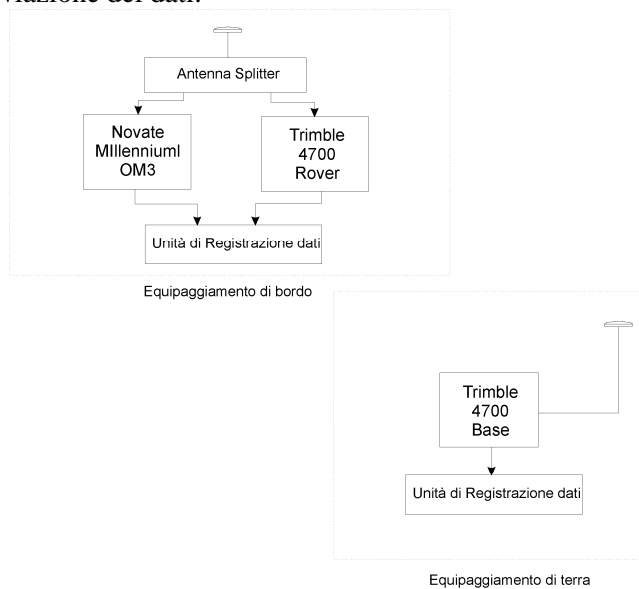 Antenna Splitter
Novate
MIllenniuml
OM3
Trimble
4700
Rover
Unità di Registrazione dati
Equipaggiamento di bordo
Trimble
4700
Base
Unità di Registrazione dati
Equipaggiamento di terra